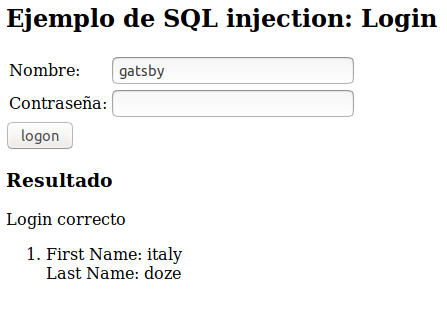 Ejemplo de SQL injection: Login
Nombre: gatsby
Contraseña:
logon
Resultado
Login correcto
1. First Name: italy
Last Name: doze